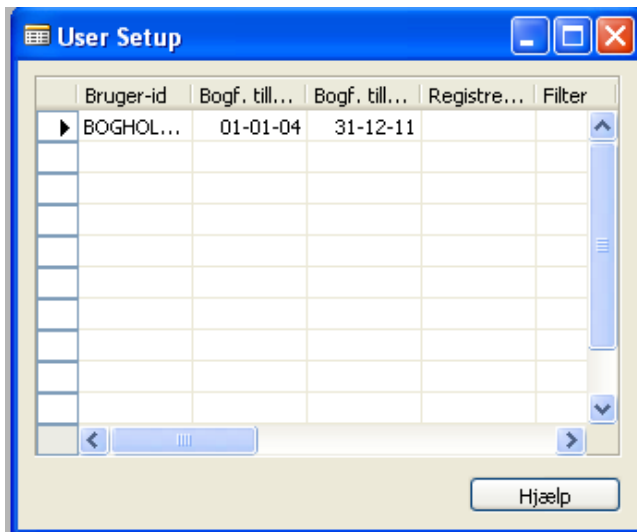 User Setup
Bruger-id Bogf. till... Bogf. till... Registre... Filter
BOGHOL... 01-01-04 31-12-11
Hjælp